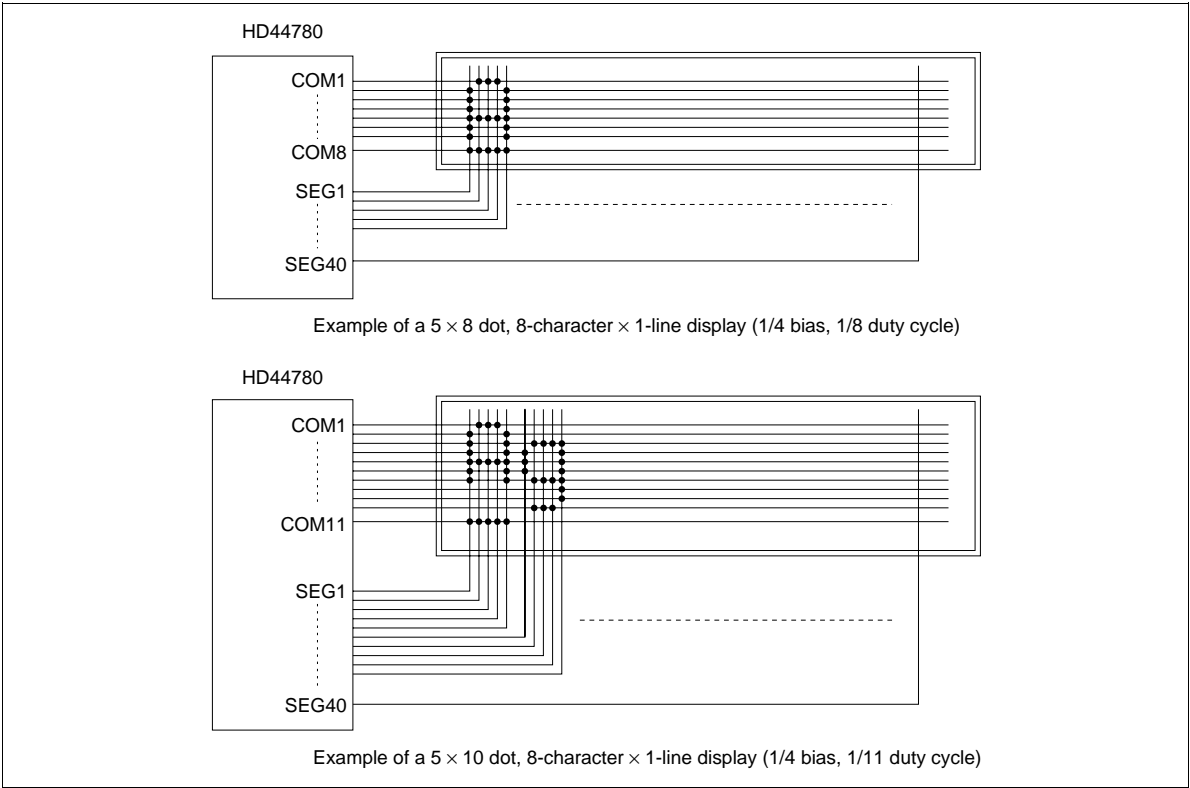 HD44780
COM1
COM8
SEG1
SEG40
Example of a 5 × 8 dot, 8-character × 1-line display (1/4 bias, 1/8 duty cycle)
HD44780
COM1
COM11
SEG1
SEG40
Example of a 5 × 10 dot, 8-character × 1-line display (1/4 bias, 1/11 duty cycle)